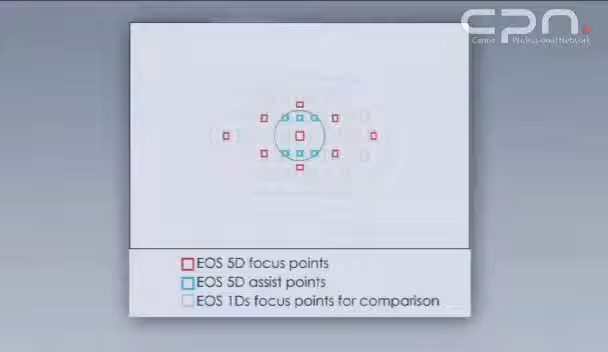 CPN.
Canon Professional Network
EOS 5D focus points
EOS 5D assist points
EOS 1Ds focus points for comparison